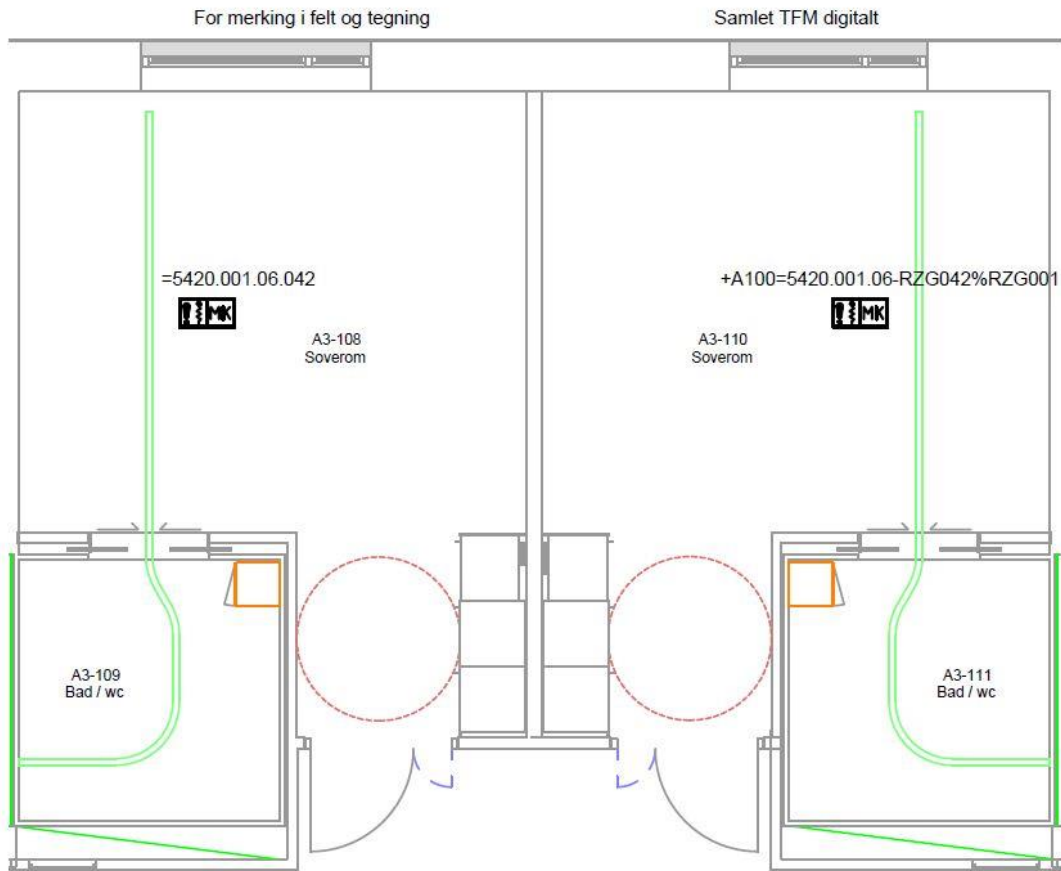 For merking i felt og tegning
Samlet TFM digitalt
=5420.001.06.042
+A100=5420.001.06-RZG042%RZG001
MK
MK
A3-108
Soverom
A3-110
Soverom
A3-109
Bad / wc
A3-111
Bad / wc